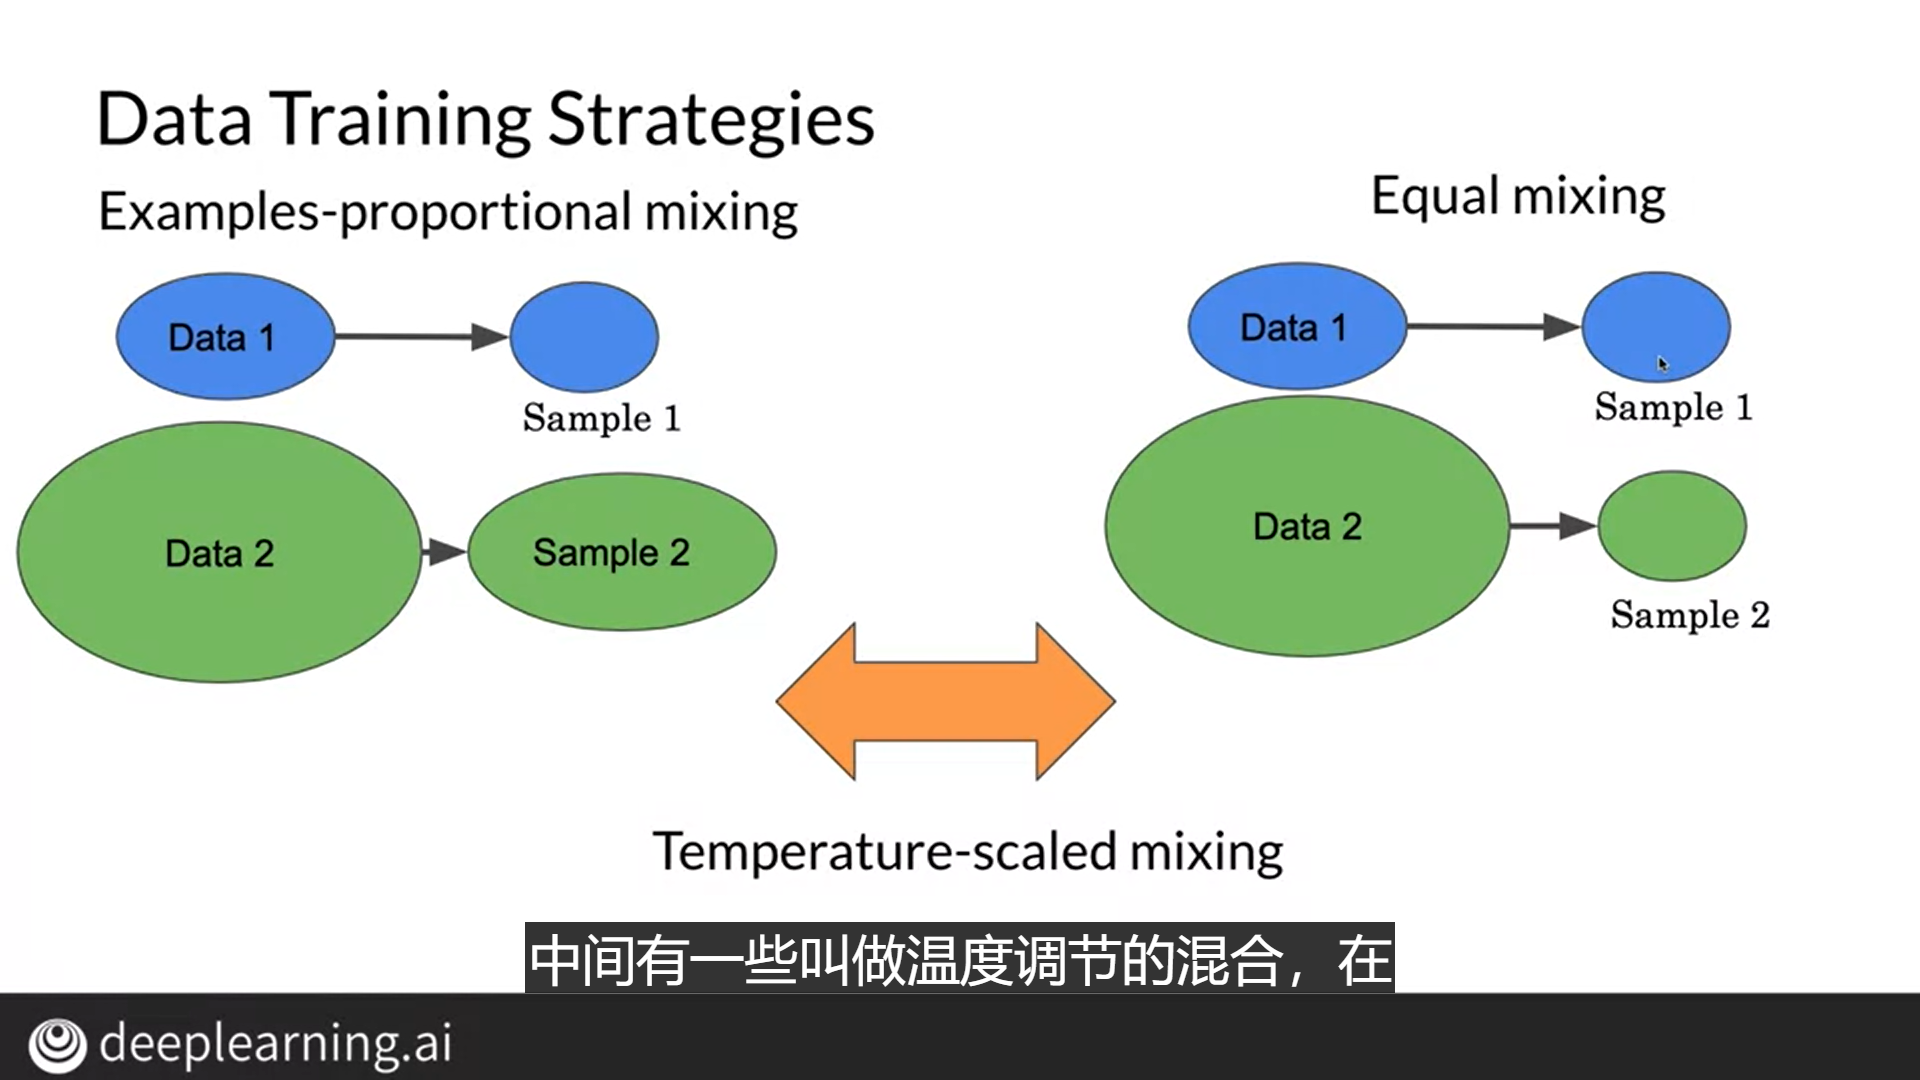 Data Training Strategies
Examples-proportional mixing
Data 1
Sample 1
Data 2
Sample 2
Equal mixing
Data 1
Sample 1
Data 2
Sample 2
Temperature-scaled mixing
中间有一些叫做温度调节的混合，在
deeplearning.ai